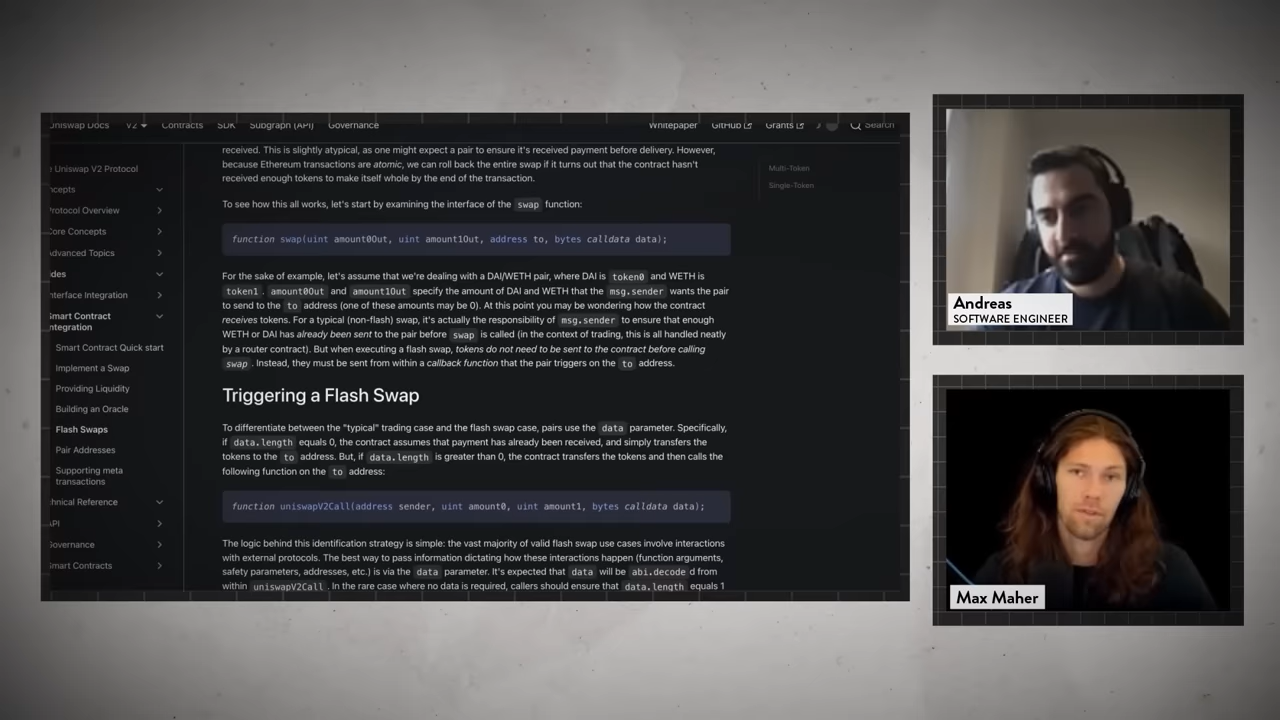 Uniswap Docs V2 Contracts SDK Subgraph (API) Governance Whitepaper GitHub Grants Search
Uniswap V2 Protocol
Protocol Overview
Core Concepts
Advanced Topics
Interface Integration
Smart Contract
Integration
Smart Contract Quick start
Implement a Swap
Providing Liquidity
Building an Oracle
Flash Swaps
Pair Addresses
Supporting meta
transactions
API
Governance
Smart Contracts
received. This is slightly atypical, as one might expect a pair to ensure it's received payment before delivery. However,
because Ethereum transactions are atomic, we can roll back the entire swap if it turns out that the contract hasn't
received enough tokens to make itself whole by the end of the transaction.
To see how this all works, let's start by examining the interface of the swap function:
function swap(uint amount0Out, uint amount1Out, address to, bytes calldata data);
For the sake of example, let's assume that we're dealing with a DAI/WETH pair, where DAI is token0 and WETH is
token1 . amount0Out and amount1Out specify the amount of DAI and WETH that the msg.sender wants the pair
to send to the to address (one of these amounts may be 0). At this point you may be wondering how the contract
receives tokens. For a typical (non-flash) swap, it's actually the responsibility of msg.sender to ensure that enough
WETH or DAI has already been sent to the pair before swap is called (in the context of trading, this is all handled neatly
by a router contract). But when executing a flash swap, tokens do not need to be sent to the contract before calling
swap . Instead, they must be sent from within a callback function that the pair triggers on the to address.
Triggering a Flash Swap
To differentiate between the "typical" trading case and the flash swap case, pairs use the data parameter. Specifically,
if data.length equals 0, the contract assumes that payment has already been received, and simply transfers the
tokens to the to address. But, if data.length is greater than 0, the contract transfers the tokens and then calls the
following function on the to address:
function uniswapV2Call(address sender, uint amount0, uint amount1, bytes calldata data);
The logic behind this identification strategy is simple: the vast majority of valid flash swap use cases involve interactions
with external protocols. The best way to pass information dictating how these interactions happen (function arguments,
safety parameters, addresses, etc.) is via the data parameter. It's expected that data will be abi.decode d from
within uniswapV2Call . In the rare case where no data is required, callers should ensure that data.length equals 1
Multi-Token
Single-Token
Andreas
SOFTWARE ENGINEER
Max Maher